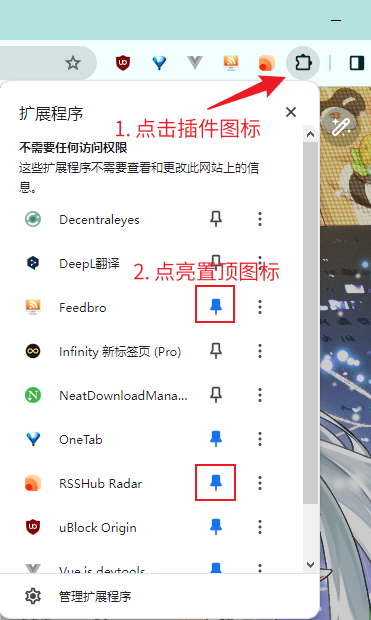 1. 点击插件图标
扩展程序
不需要任何访问权限
这些扩展程序不需要查看和更改此网站上的信
息。
Decentraleyes
DeepL翻译
2. 点亮置顶图标
Feedbro
Infinity 新标签页 (Pro)
NeatDownloadMana...
OneTab
RSSHub Radar
uBlock Origin
Vue.js devtools
管理扩展程序